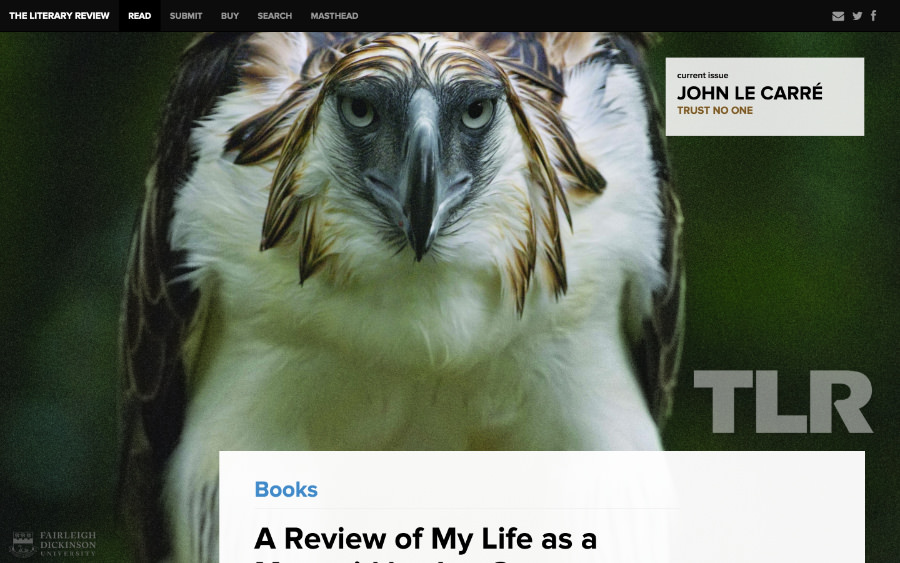 THE LITERARY REVIEW READ SUBMIT BUY SEARCH MASTHEAD
current issue
JOHN LE CARRÉ
TRUST NO ONE
TLR
Books
A Review of My Life as a
FAIRLEIGH
DICKINSON
UNIVERSITY